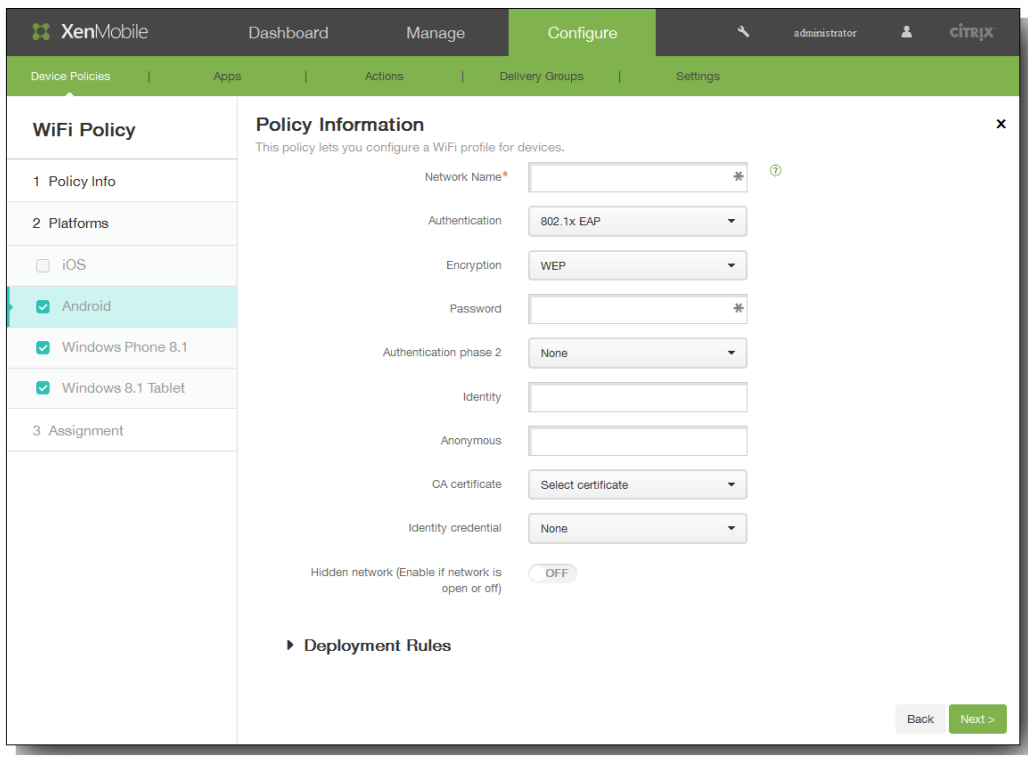 XenMobile Dashboard Manage Configure administrator CİTRIX
Device Policies | Apps | Actions | Delivery Groups | Settings
WiFi Policy
1 Policy Info
2 Platforms
iOS
Android
Windows Phone 8.1
Windows 8.1 Tablet
3 Assignment
Policy Information
This policy lets you configure a WiFi profile for devices.
Network Name*
Authentication 802.1x EAP
Encryption WEP
Password
Authentication phase 2 None
Identity
Anonymous
CA certificate Select certificate
Identity credential None
Hidden network (Enable if network is OFF
open or off)
Deployment Rules
Back Next >